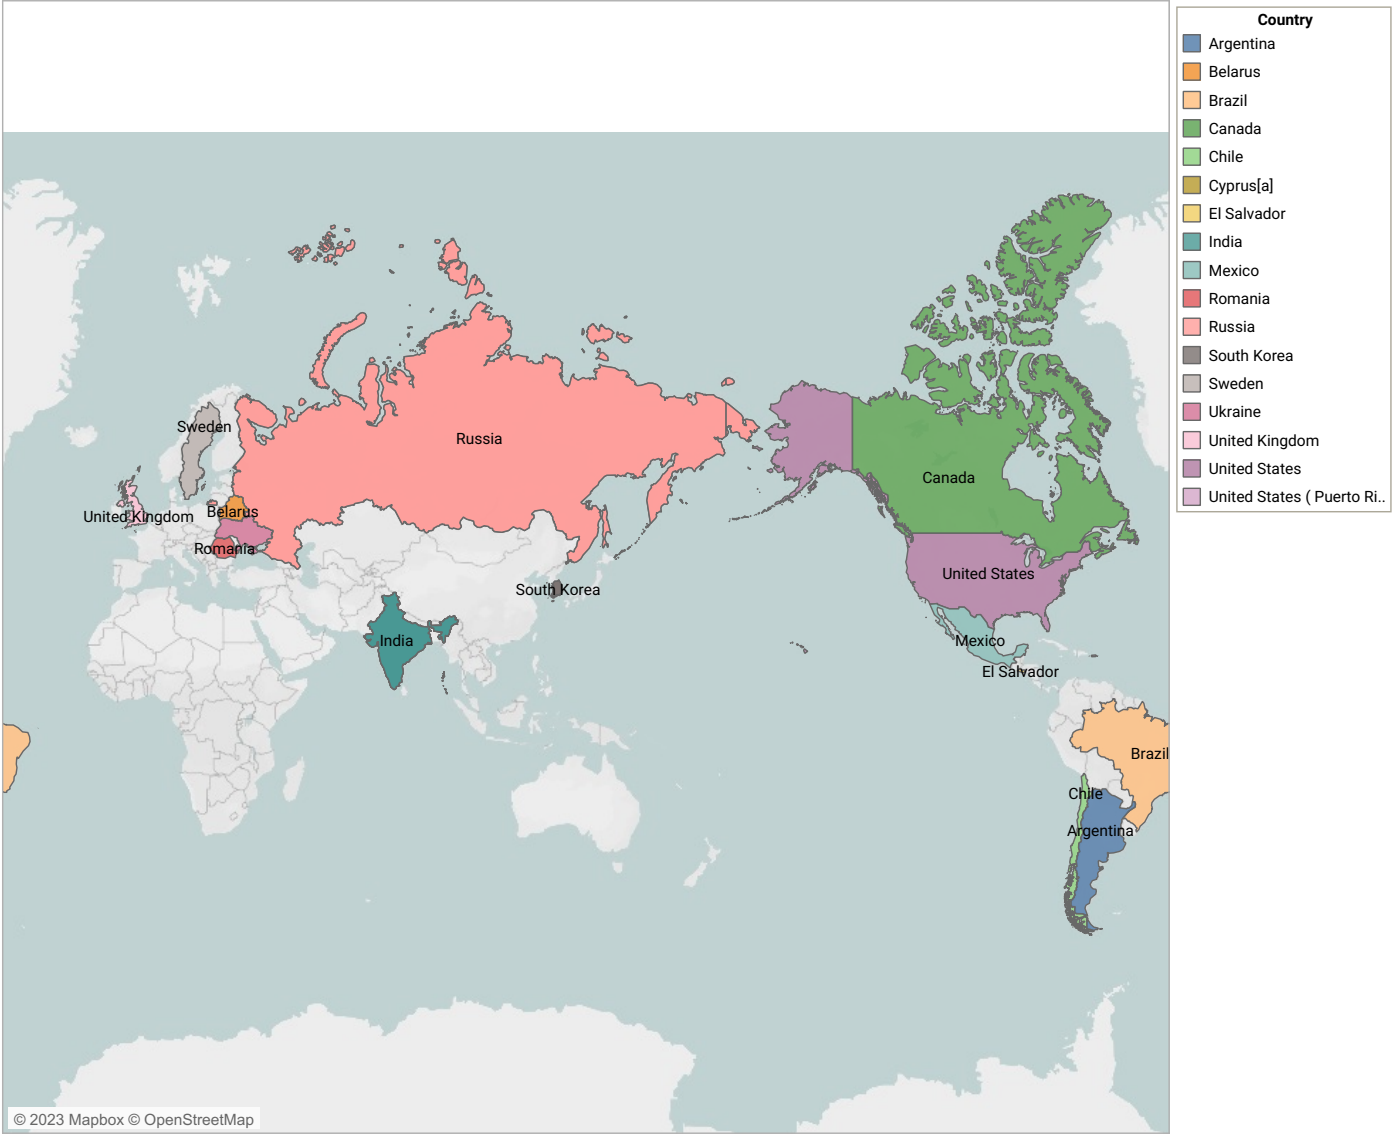 Country
Argentina
Belarus
Brazil
Canada
Chile
Cyprus[a]
El Salvador
India
Mexico
Romania
Russia
South Korea
Sweden
Ukraine
United Kingdom
United States
United States ( Puerto Ri..
Sweden
Russia
Canada
United Kingdom
Belarus
Romania
United States
South Korea
India
Mexico
El Salvador
Brazil
Chile
Argentina
© 2023 Mapbox © OpenStreetMap